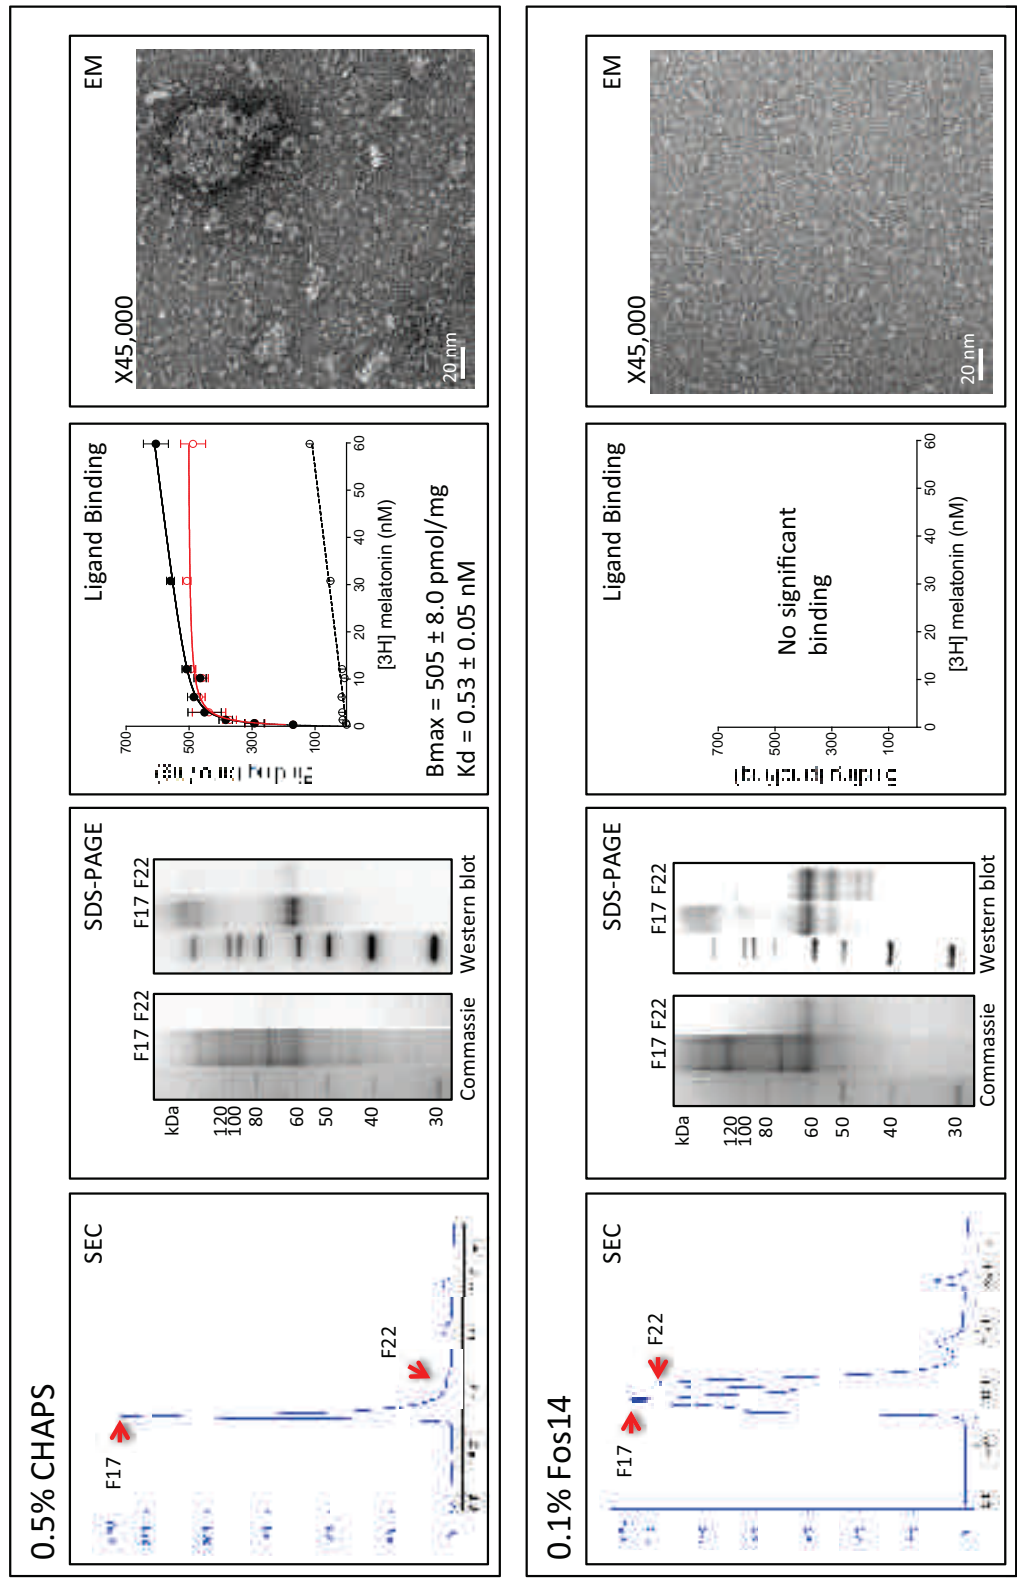 0.5% CHAPS
SEC
F17
F22
SDS-PAGE
F17 F22
F17 F22
kDa
120
100
80
60
50
40
30
Commassie
Western blot
Ligand Binding
700
500
300
100
0
10
20
30
40
50
60
[3H] melatonin (nM)
Bmax = 505 ± 8.0 pmol/mg
Kd = 0.53 ± 0.05 nM
EM
X45,000
20 nm
0.1% Fos14
SEC
F17
F22
SDS-PAGE
F17 F22
F17 F22
kDa
120
100
80
60
50
40
30
Commassie
Western blot
Ligand Binding
700
500
300
100
No significant
binding
0
10
20
30
40
50
60
[3H] melatonin (nM)
EM
X45,000
20 nm